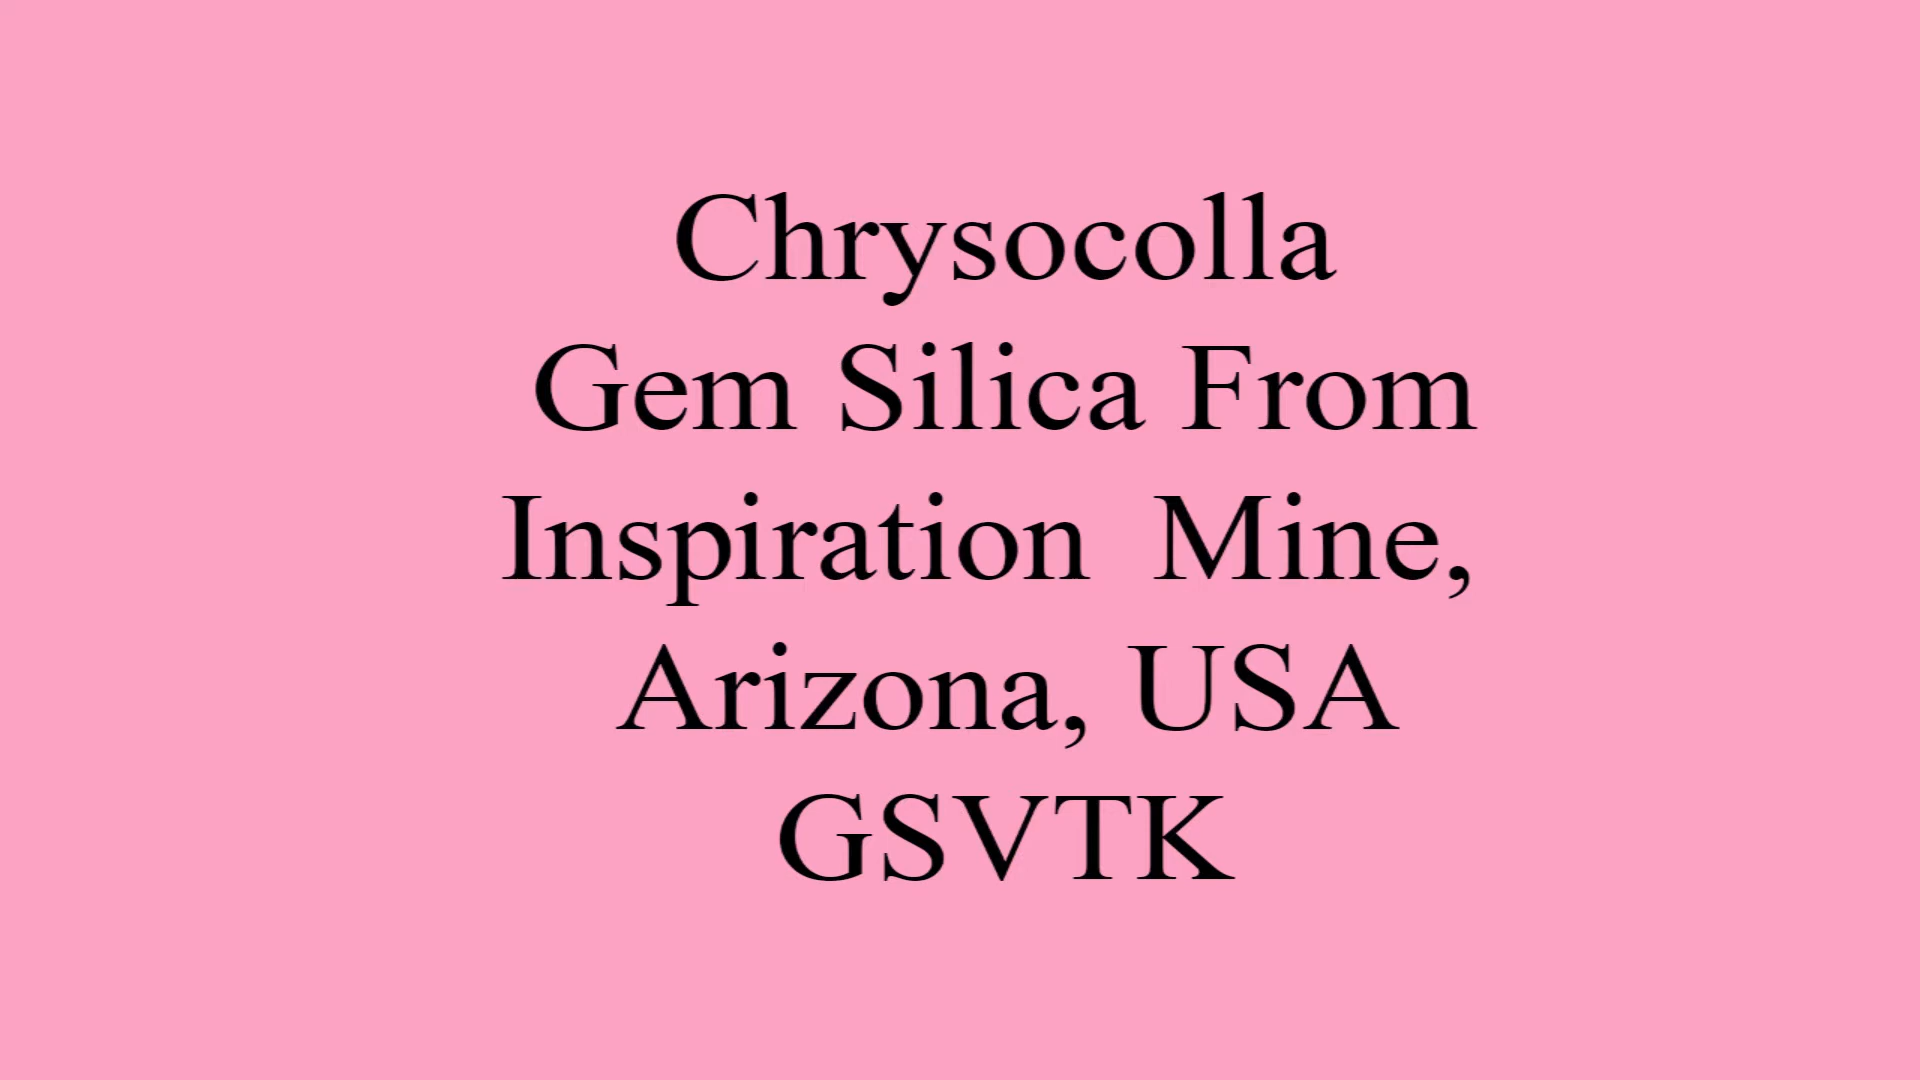 Chrysocolla
Gem Silica From
Inspiration  Mine,
Arizona, USA
GSVTK